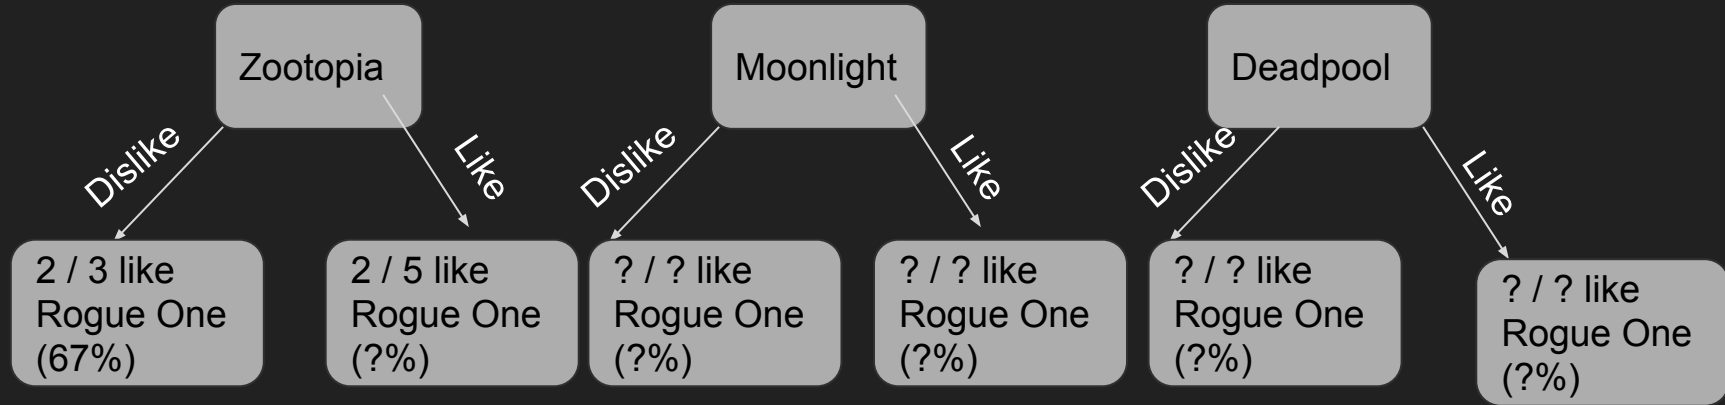 Zootopia
Moonlight
Deadpool
Dislike
Like
Dislike
Like
Dislike
Like
2 / 3 like
Rogue One
(67%)
2 / 5 like
Rogue One
(?%)
? / ? like
Rogue One
(?%)
? / ? like
Rogue One
(?%)
? / ? like
Rogue One
(?%)
? / ? like
Rogue One
(?%)